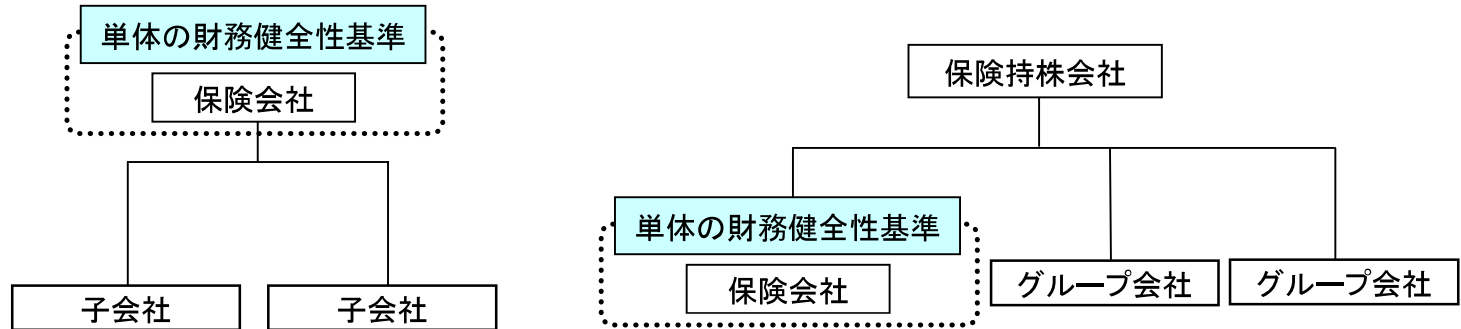 単体の財務健全性基準
保険会社
子会社
子会社
保険持株会社
単体の財務健全性基準
保険会社
グループ会社
グループ会社